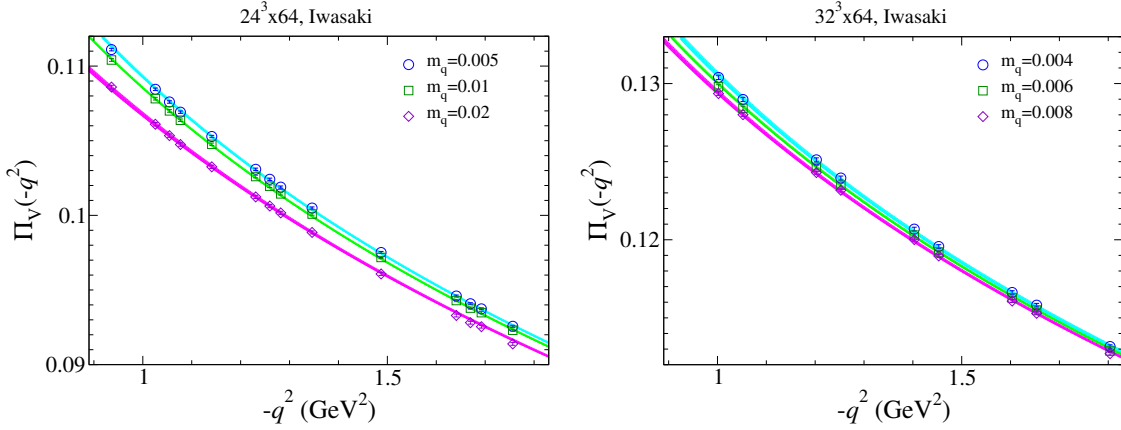 24³x64, Iwasaki
m_q=0.005
m_q=0.01
m_q=0.02
0.11
0.1
0.09
Π_V(-q²)
1
1.5
-q² (GeV²)
32³x64, Iwasaki
m_q=0.004
m_q=0.006
m_q=0.008
0.13
0.12
Π_V(-q²)
1
1.5
-q² (GeV²)